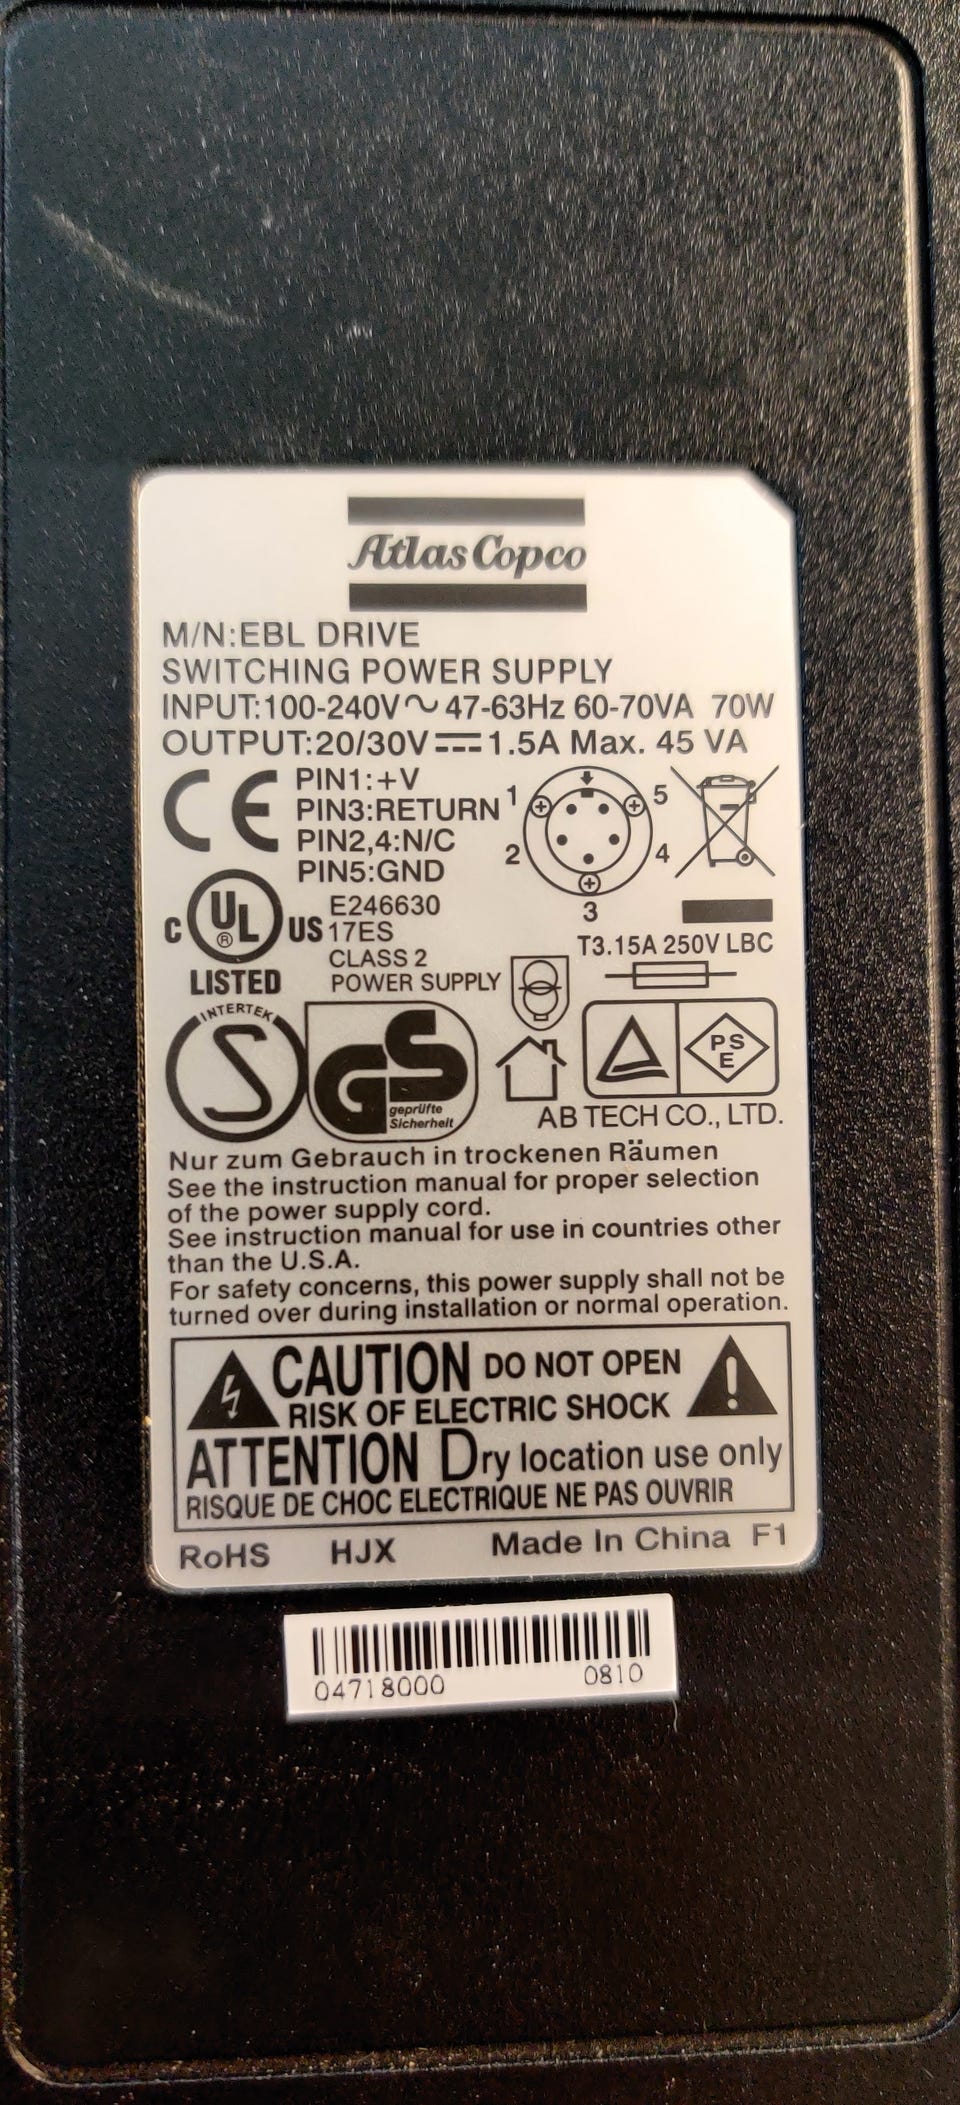 Atlas Copco
M/N:EBL DRIVE
SWITCHING POWER SUPPLY
INPUT:100-240V~ 47-63Hz 60-70VA 70W
OUTPUT:20/30V⎓1.5A Max. 45 VA
CE
PIN1:+V
PIN3:RETURN
PIN2,4:N/C
PIN5:GND
1 5
2 4
3
C UL ® US
LISTED
E246630
17ES
CLASS 2
POWER SUPPLY
T3.15A 250V LBC
INTERTEK
S
GS
geprüfte
Sicherheit
PS
E
AB TECH CO., LTD.
Nur zum Gebrauch in trockenen Räumen
See the instruction manual for proper selection
of the power supply cord.
See instruction manual for use in countries other
than the U.S.A.
For safety concerns, this power supply shall not be
turned over during installation or normal operation.
CAUTION DO NOT OPEN
RISK OF ELECTRIC SHOCK
ATTENTION Dry location use only
RISQUE DE CHOC ELECTRIQUE NE PAS OUVRIR
RoHS HJX Made In China F1
04718000 0810